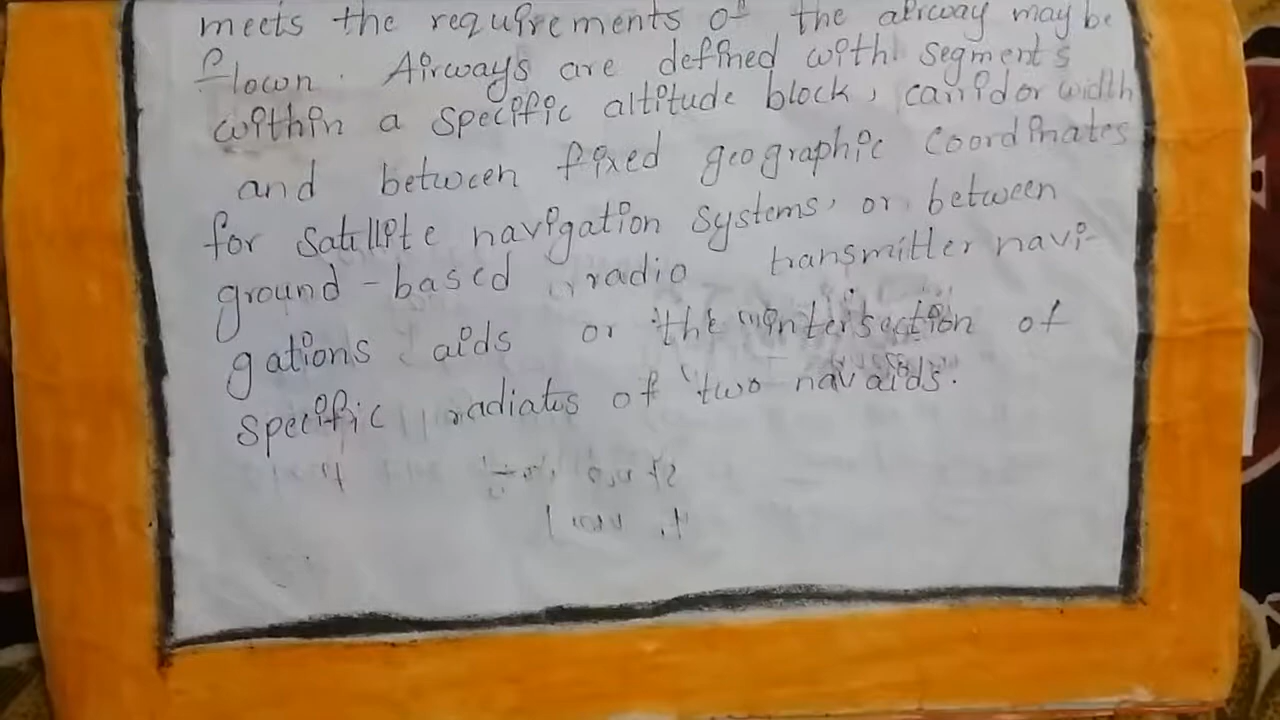 meets the requirements of the airway may be
flown. Airways are defined with segments
within a specific altitude block, caridor width
and between fixed geographic coordinates
for satellite navigation systems, or between
ground-based radio transmitter navi-
gations aids or the intersection of
specific radiates of two navaids.